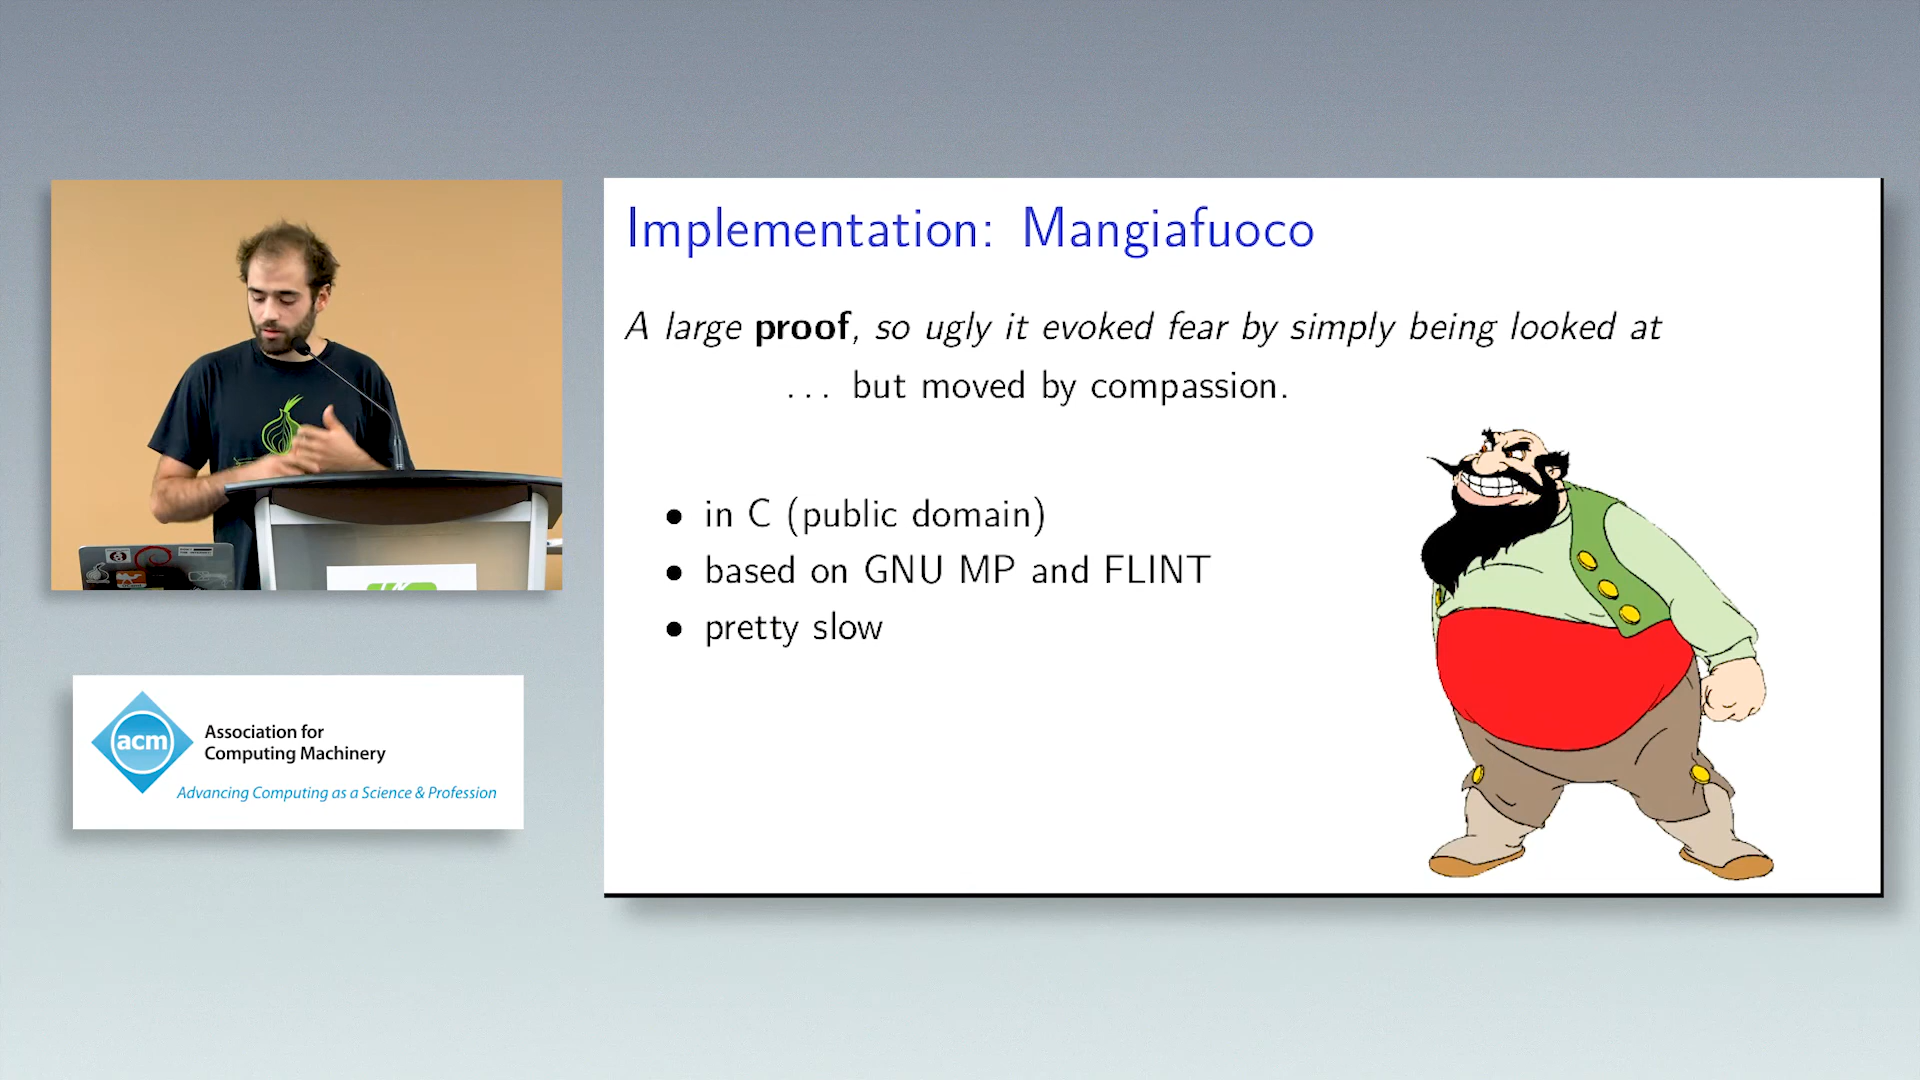 Implementation: Mangiafuoco
A large proof, so ugly it evoked fear by simply being looked at
... but moved by compassion.
• in C (public domain)
• based on GNU MP and FLINT
• pretty slow
acm
Association for
Computing Machinery
Advancing Computing as a Science & Profession